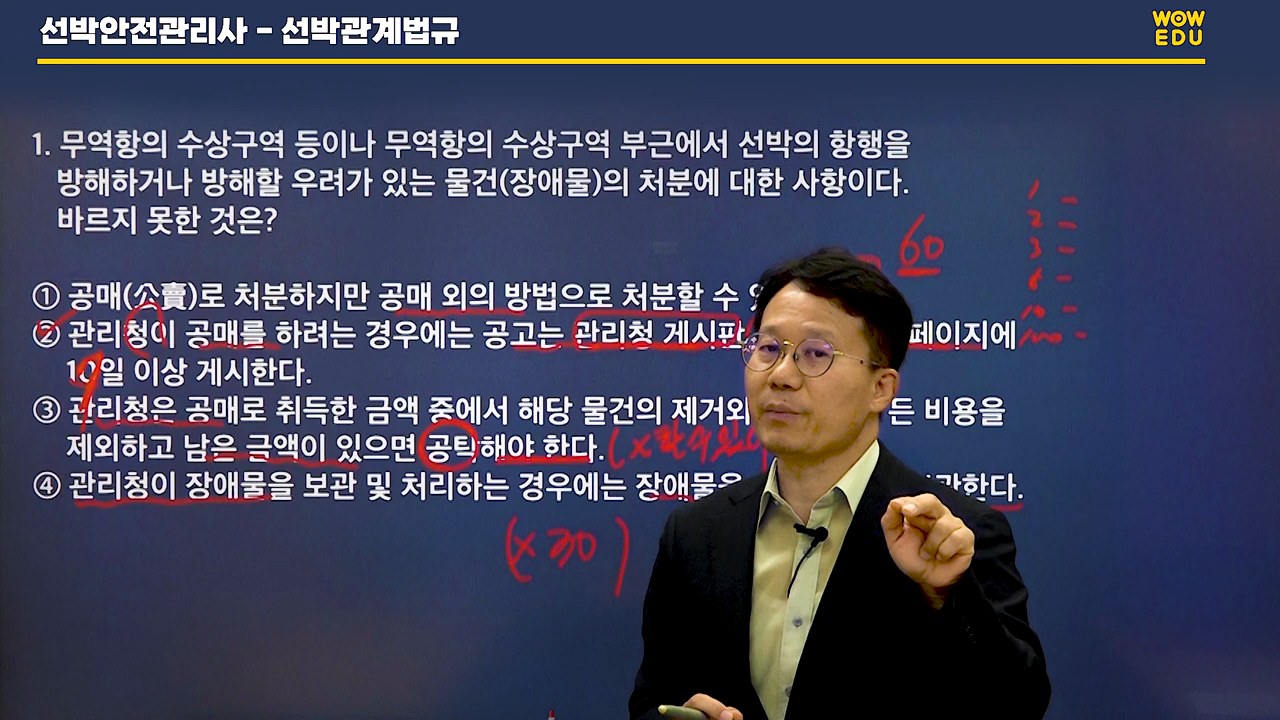 선박안전관리사 - 선박관계법규
WOW
EDU
1. 무역항의 수상구역 등이나 무역항의 수상구역 부근에서 선박의 항행을
방해하거나 방해할 우려가 있는 물건(장애물)의 처분에 대한 사항이다.
바르지 못한 것은?
60
1 -
2 -
3 -
① 공매(公賣)로 처분하지만 공매 외의 방법으로 처분할 수
② 관리청이 공매를 하려는 경우에는 공고는 관리청 게시판 페이지에
10일 이상 게시한다.
③ 관리청은 공매로 취득한 금액 중에서 해당 물건의 제거와 든 비용을
제외하고 남은 금액이 있으면 공탁해야 한다.
④ 관리청이 장애물을 보관 및 처리하는 경우에는 장애물을
(× 30)